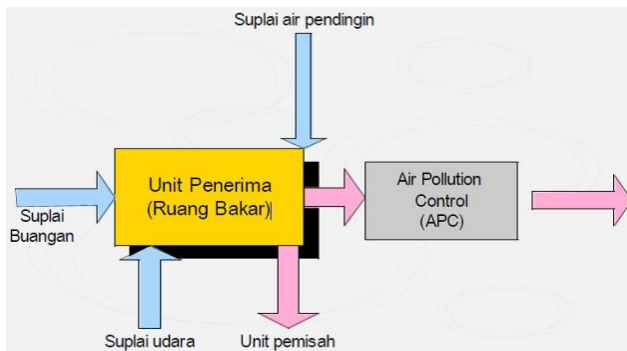 Suplai air pendingin
Unit Penerima
(Ruang Bakar)
Air Pollution
Control
(APC)
Suplai
Buangan
Suplai udara
Unit pemisah